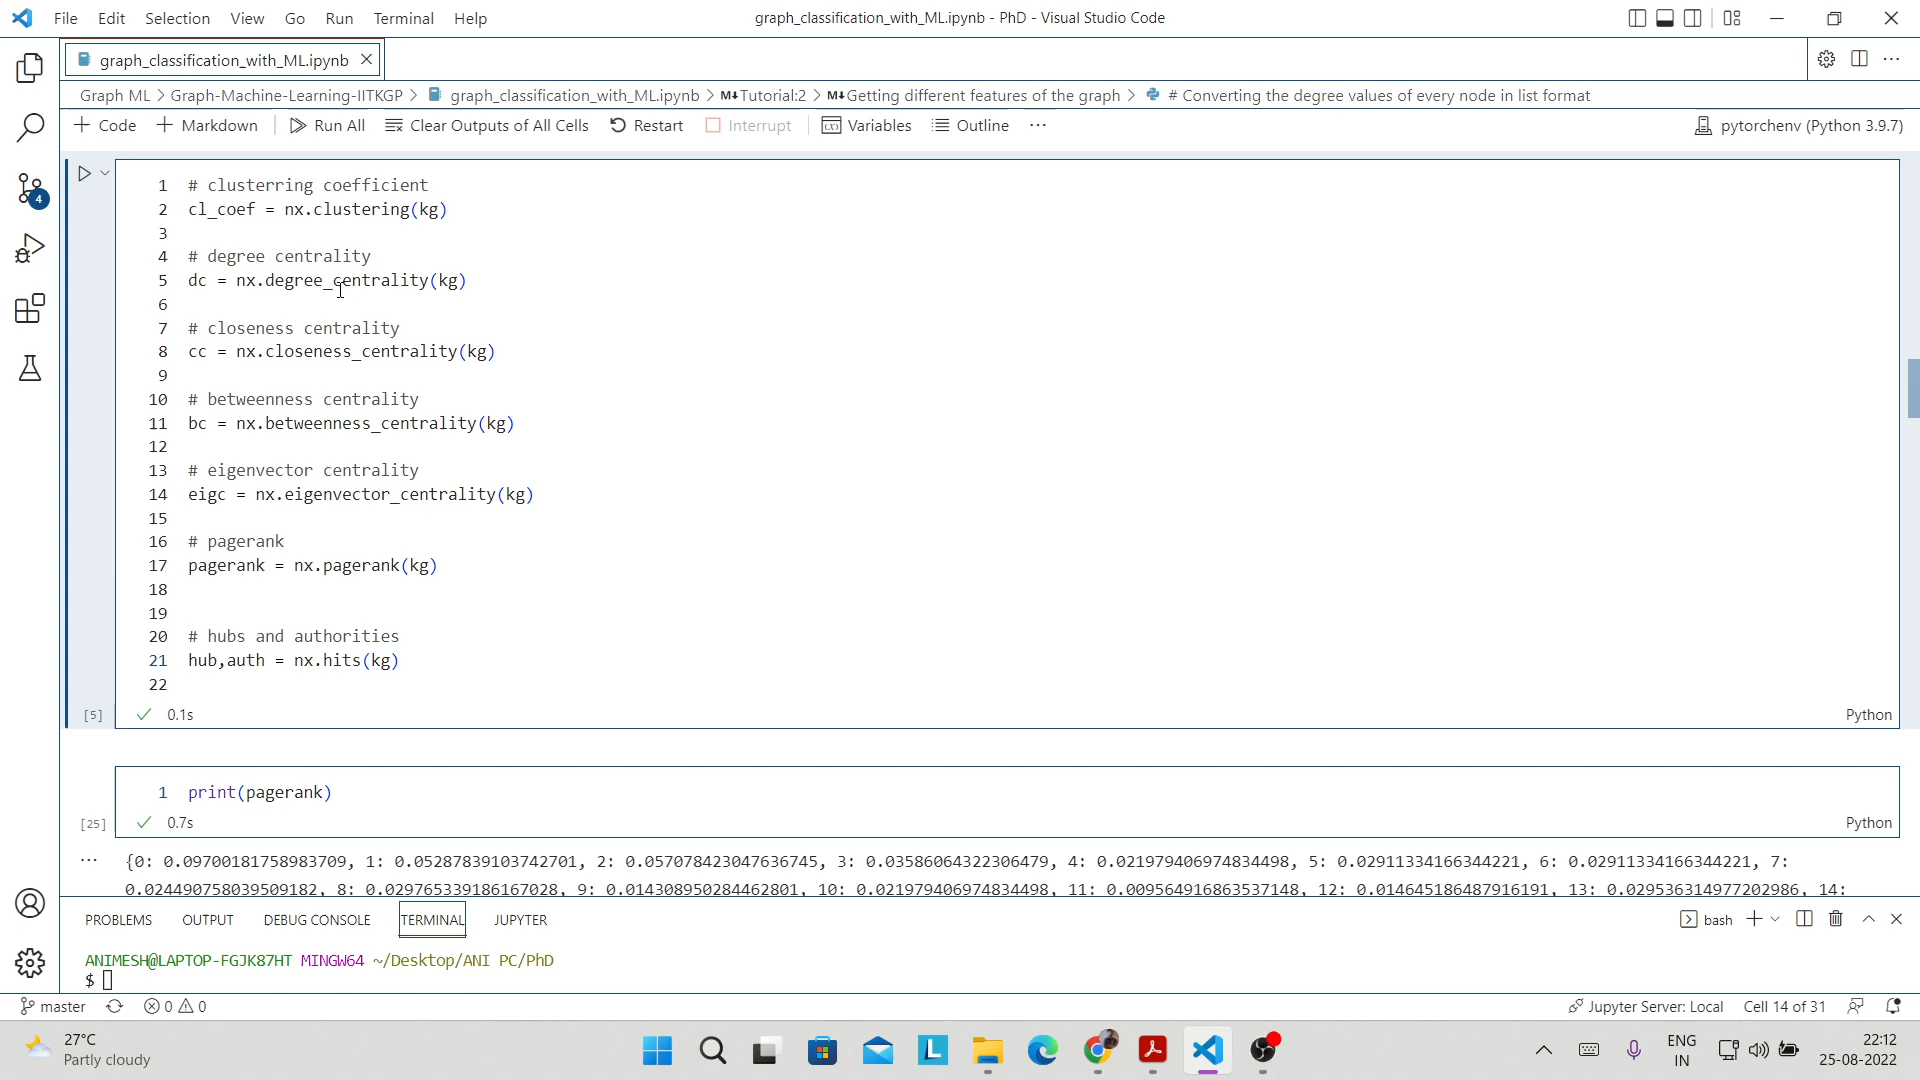 File Edit Selection View Go Run Terminal Help
graph_classification_with_ML.ipynb - PhD - Visual Studio Code
graph_classification_with_ML.ipynb
Graph ML > Graph-Machine-Learning-IITKGP > graph_classification_with_ML.ipynb > M↓Tutorial:2 > M↓Getting different features of the graph > # Converting the degree values of every node in list format
+ Code + Markdown Run All Clear Outputs of All Cells Restart Interrupt Variables Outline ... pytorchenv (Python 3.9.7)
1 # clusterring coefficient
2 cl_coef = nx.clustering(kg)
3
4 # degree centrality
5 dc = nx.degree_centrality(kg)
6
7 # closeness centrality
8 cc = nx.closeness_centrality(kg)
9
10 # betweenness centrality
11 bc = nx.betweenness_centrality(kg)
12
13 # eigenvector centrality
14 eigc = nx.eigenvector_centrality(kg)
15
16 # pagerank
17 pagerank = nx.pagerank(kg)
18
19
20 # hubs and authorities
21 hub,auth = nx.hits(kg)
22
[5] 0.1s Python
1 print(pagerank)
[25] 0.7s Python
{0: 0.09700181758983709, 1: 0.05287839103742701, 2: 0.057078423047636745, 3: 0.03586064322306479, 4: 0.021979406974834498, 5: 0.02911334166344221, 6: 0.02911334166344221, 7:
0.024490758039509182, 8: 0.029765339186167028, 9: 0.014308950284462801, 10: 0.021979406974834498, 11: 0.009564916863537148, 12: 0.014645186487916191, 13: 0.029536314977202986, 14:
PROBLEMS OUTPUT DEBUG CONSOLE TERMINAL JUPYTER
bash
ANIMESH@LAPTOP-FGJK87HT MINGW64 ~/Desktop/ANI PC/PhD
$
master 0 0 Jupyter Server: Local Cell 14 of 31
4
27°C
Partly cloudy
ENG
IN
22:12
25-08-2022